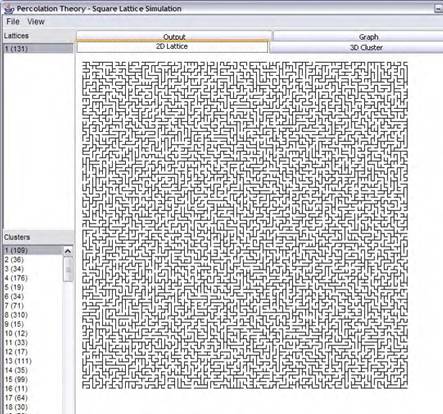 Percolation Theory - Square Lattice Simulation
File View
Lattices
1 (131)
Output
Graph
2D Lattice
3D Cluster
Clusters
1 (109)
2 (36)
3 (34)
4 (176)
5 (19)
6 (34)
7 (71)
8 (310)
9 (15)
10 (12)
11 (33)
12 (17)
13 (111)
14 (35)
15 (99)
16 (11)
17 (64)
18 (30)